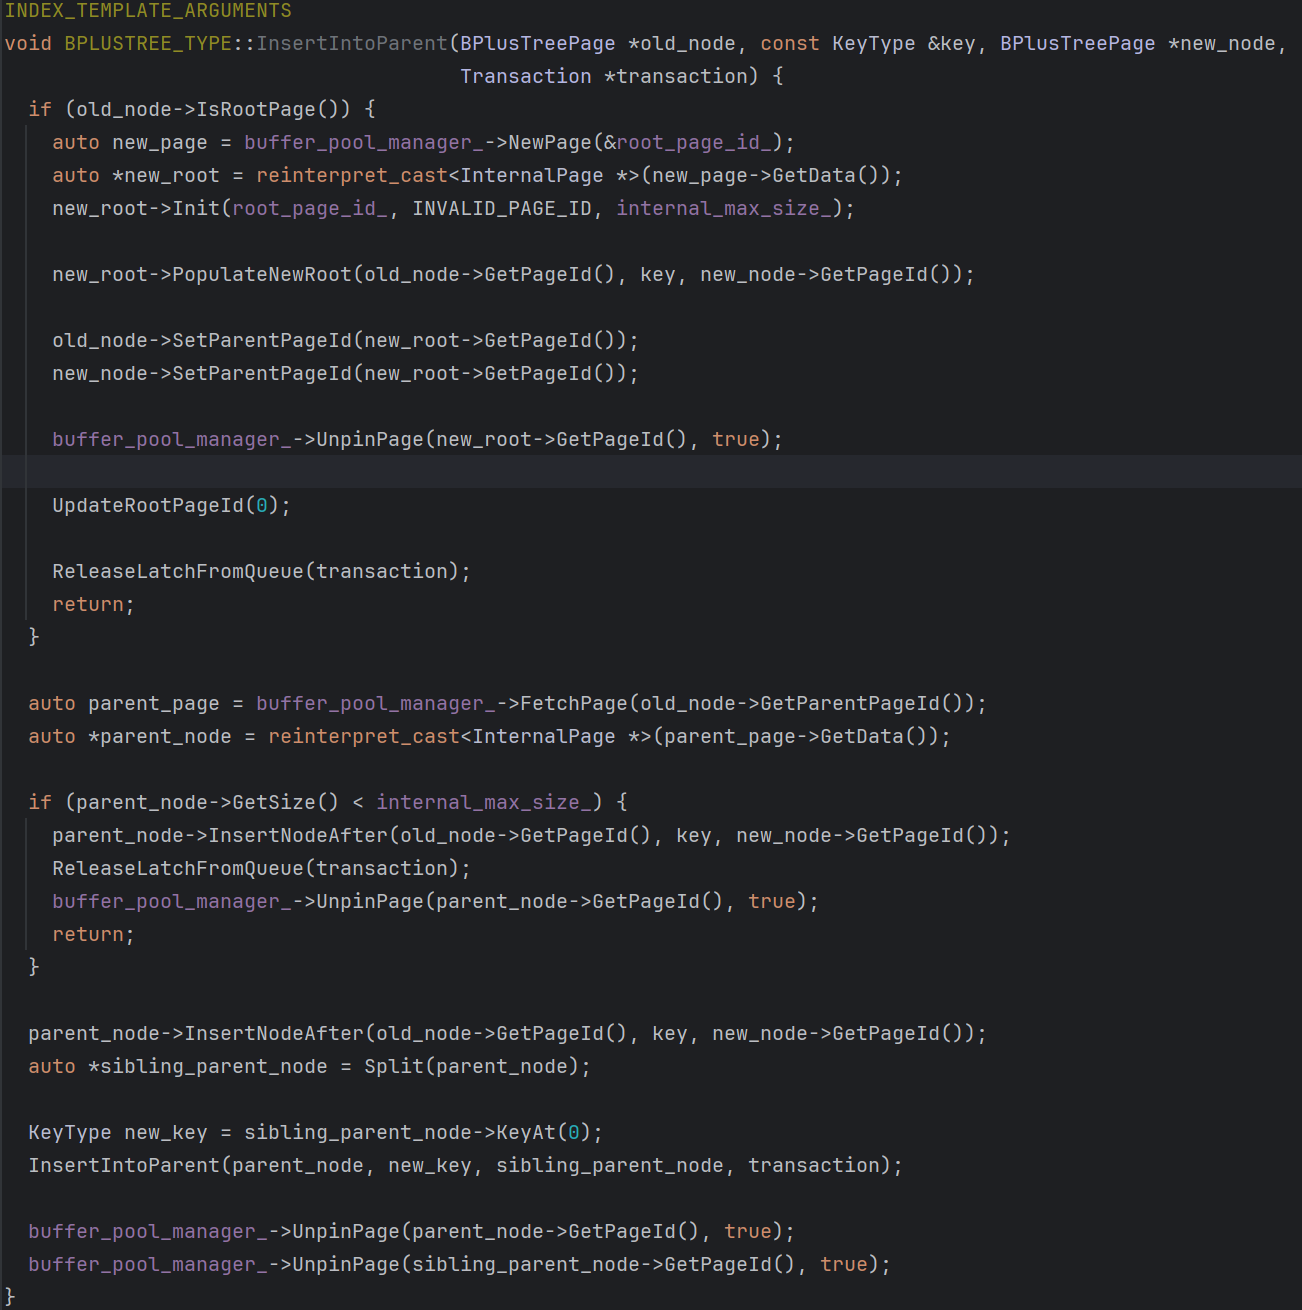 INDEX_TEMPLATE_ARGUMENTS
void BPLUSTREE_TYPE::InsertIntoParent(BPlusTreePage *old_node, const KeyType &key, BPlusTreePage *new_node,
                                      Transaction *transaction) {
  if (old_node->IsRootPage()) {
    auto new_page = buffer_pool_manager_->NewPage(&root_page_id_);
    auto *new_root = reinterpret_cast<InternalPage *>(new_page->GetData());
    new_root->Init(root_page_id_, INVALID_PAGE_ID, internal_max_size_);

    new_root->PopulateNewRoot(old_node->GetPageId(), key, new_node->GetPageId());

    old_node->SetParentPageId(new_root->GetPageId());
    new_node->SetParentPageId(new_root->GetPageId());

    buffer_pool_manager_->UnpinPage(new_root->GetPageId(), true);

    UpdateRootPageId(0);

    ReleaseLatchFromQueue(transaction);
    return;
  }

  auto parent_page = buffer_pool_manager_->FetchPage(old_node->GetParentPageId());
  auto *parent_node = reinterpret_cast<InternalPage *>(parent_page->GetData());

  if (parent_node->GetSize() < internal_max_size_) {
    parent_node->InsertNodeAfter(old_node->GetPageId(), key, new_node->GetPageId());
    ReleaseLatchFromQueue(transaction);
    buffer_pool_manager_->UnpinPage(parent_node->GetPageId(), true);
    return;
  }

  parent_node->InsertNodeAfter(old_node->GetPageId(), key, new_node->GetPageId());
  auto *sibling_parent_node = Split(parent_node);

  KeyType new_key = sibling_parent_node->KeyAt(0);
  InsertIntoParent(parent_node, new_key, sibling_parent_node, transaction);

  buffer_pool_manager_->UnpinPage(parent_node->GetPageId(), true);
  buffer_pool_manager_->UnpinPage(sibling_parent_node->GetPageId(), true);
}